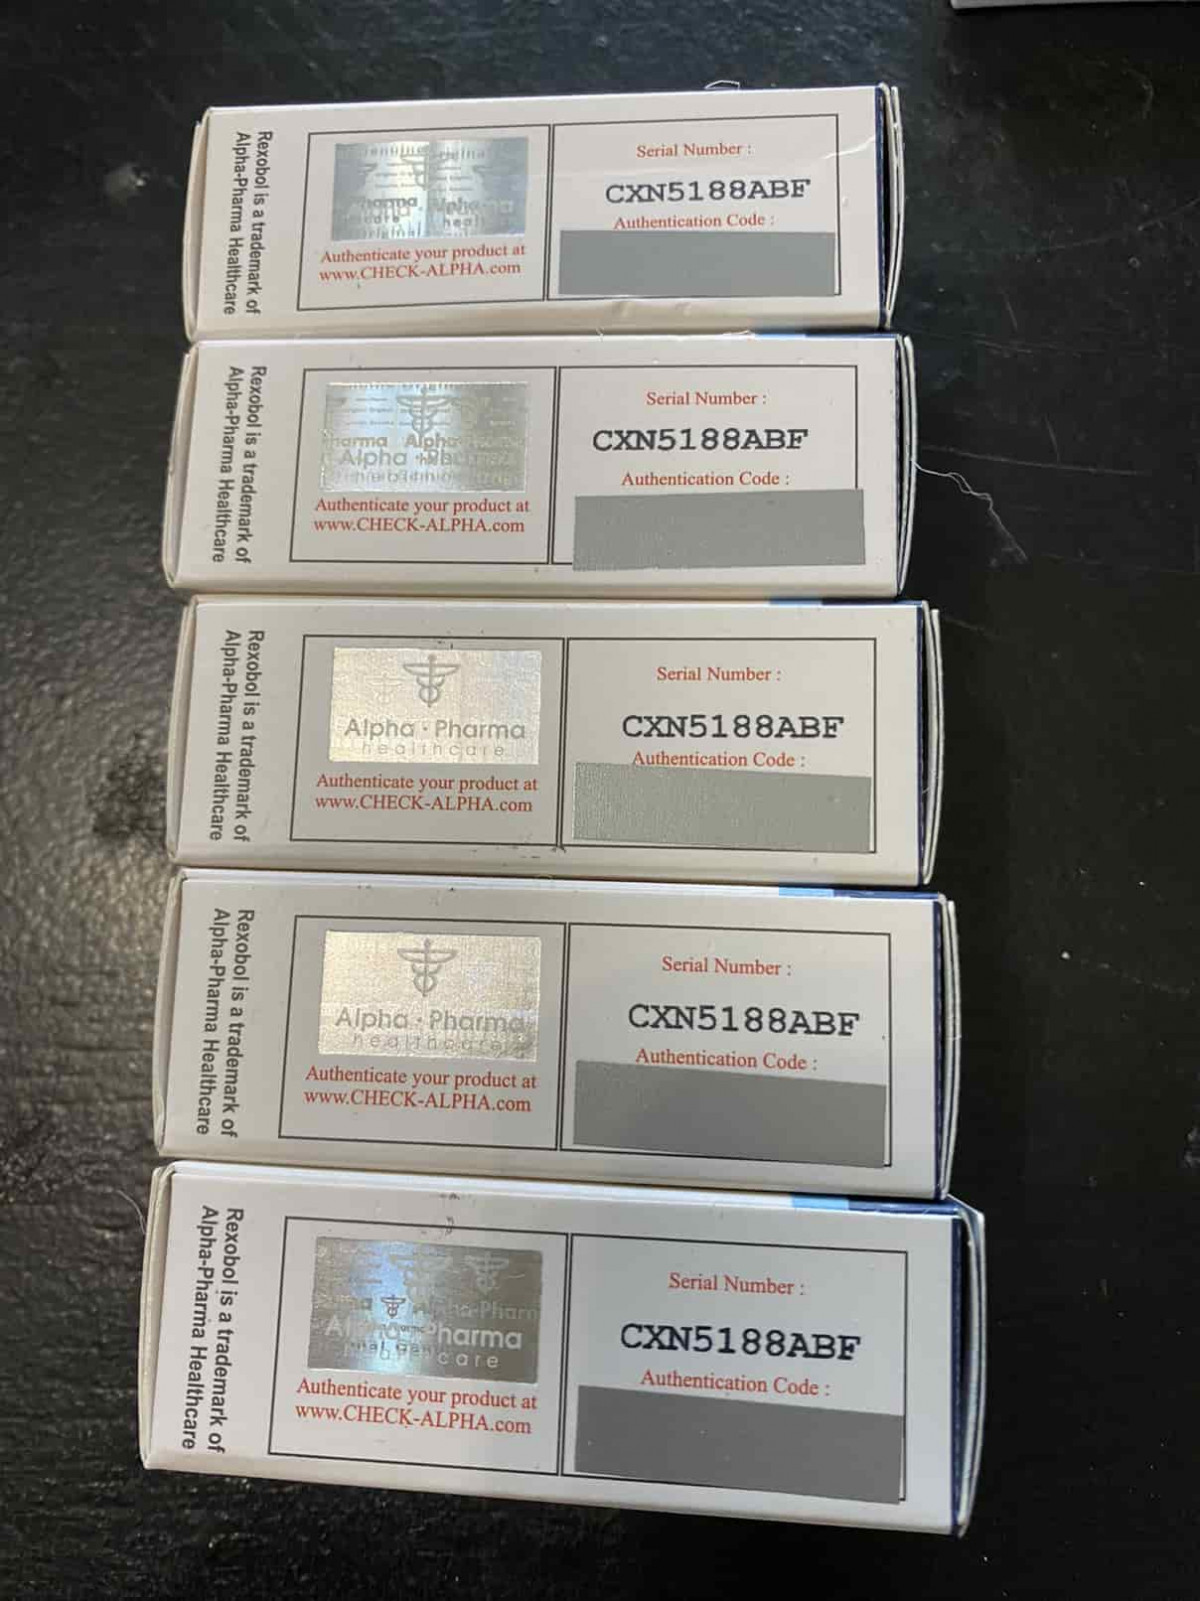 Rexobol is a trademark of
Alpha-Pharma Healthcare
Authenticate your product at
www.CHECK-ALPHA.com
Serial Number :
CXN5188ABF
Authentication Code :
Rexobol is a trademark of
Alpha-Pharma Healthcare
Alpha
Authenticate your product at
www.CHECK-ALPHA.com
Serial Number :
CXN5188ABF
Authentication Code :
Rexobol is a trademark of
Alpha-Pharma Healthcare
Alpha · Pharma
healthcare
Authenticate your product at
www.CHECK-ALPHA.com
Serial Number :
CXN5188ABF
Authentication Code :
Rexobol is a trademark of
Alpha-Pharma Healthcare
Alpha · Pharma
healthcare
Authenticate your product at
www.CHECK-ALPHA.com
Serial Number :
CXN5188ABF
Authentication Code :
Rexobol is a trademark of
Alpha-Pharma Healthcare
Pharma
Authenticate your product at
www.CHECK-ALPHA.com
Serial Number :
CXN5188ABF
Authentication Code :